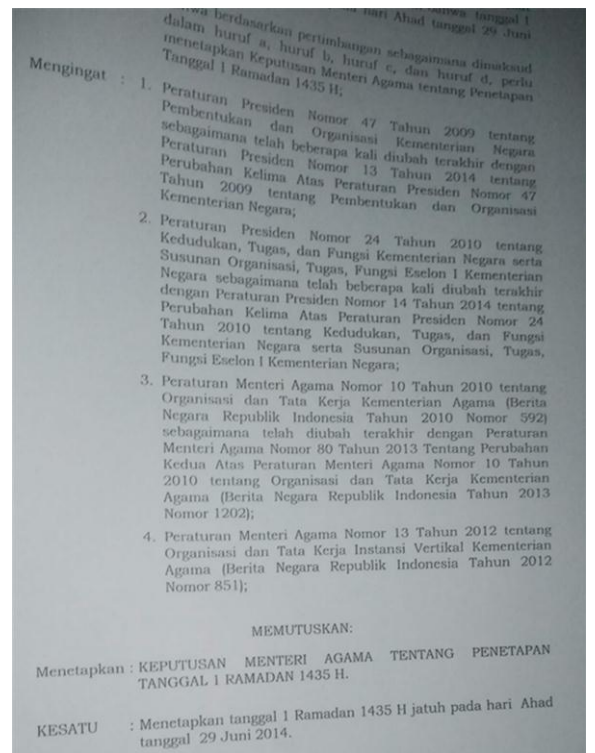 bahwa tanggal 1
hari Ahad tanggal 29 Juni
berdasarkan pertimbangan sebagaimana dimaksud
dalam huruf a, huruf b, huruf c, dan huruf d, perlu
menetapkan Keputusan Menteri Agama tentang Penetapan
Tanggal 1 Ramadan 1435 H;
Mengingat : 1. Peraturan Presiden Nomor 47 Tahun 2009 tentang
Pembentukan dan Organisasi Kementerian Negara
sebagaimana telah beberapa kali diubah terakhir dengan
Peraturan Presiden Nomor 13 Tahun 2014 tentang
Perubahan Kelima Atas Peraturan Presiden Nomor 47
Tahun 2009 tentang Pembentukan dan Organisasi
Kementerian Negara;
2. Peraturan Presiden Nomor 24 Tahun 2010 tentang
Kedudukan, Tugas, dan Fungsi Kementerian Negara serta
Susunan Organisasi, Tugas, Fungsi Eselon I Kementerian
Negara sebagaimana telah beberapa kali diubah terakhir
dengan Peraturan Presiden Nomor 14 Tahun 2014 tentang
Perubahan Kelima Atas Peraturan Presiden Nomor 24
Tahun 2010 tentang Kedudukan, Tugas, dan Fungsi
Kementerian Negara serta Susunan Organisasi, Tugas,
Fungsi Eselon I Kementerian Negara;
3. Peraturan Menteri Agama Nomor 10 Tahun 2010 tentang
Organisasi dan Tata Kerja Kementerian Agama (Berita
Negara Republik Indonesia Tahun 2010 Nomor 592)
sebagaimana telah diubah terakhir dengan Peraturan
Menteri Agama Nomor 80 Tahun 2013 Tentang Perubahan
Kedua Atas Peraturan Menteri Agama Nomor 10 Tahun
2010 tentang Organisasi dan Tata Kerja Kementerian
Agama (Berita Negara Republik Indonesia Tahun 2013
Nomor 1202);
4. Peraturan Menteri Agama Nomor 13 Tahun 2012 tentang
Organisasi dan Tata Kerja Instansi Vertikal Kementerian
Agama (Berita Negara Republik Indonesia Tahun 2012
Nomor 851);
MEMUTUSKAN:
Menetapkan : KEPUTUSAN MENTERI AGAMA TENTANG PENETAPAN
TANGGAL 1 RAMADAN 1435 H.
KESATU : Menetapkan tanggal 1 Ramadan 1435 H jatuh pada hari Ahad
tanggal 29 Juni 2014.